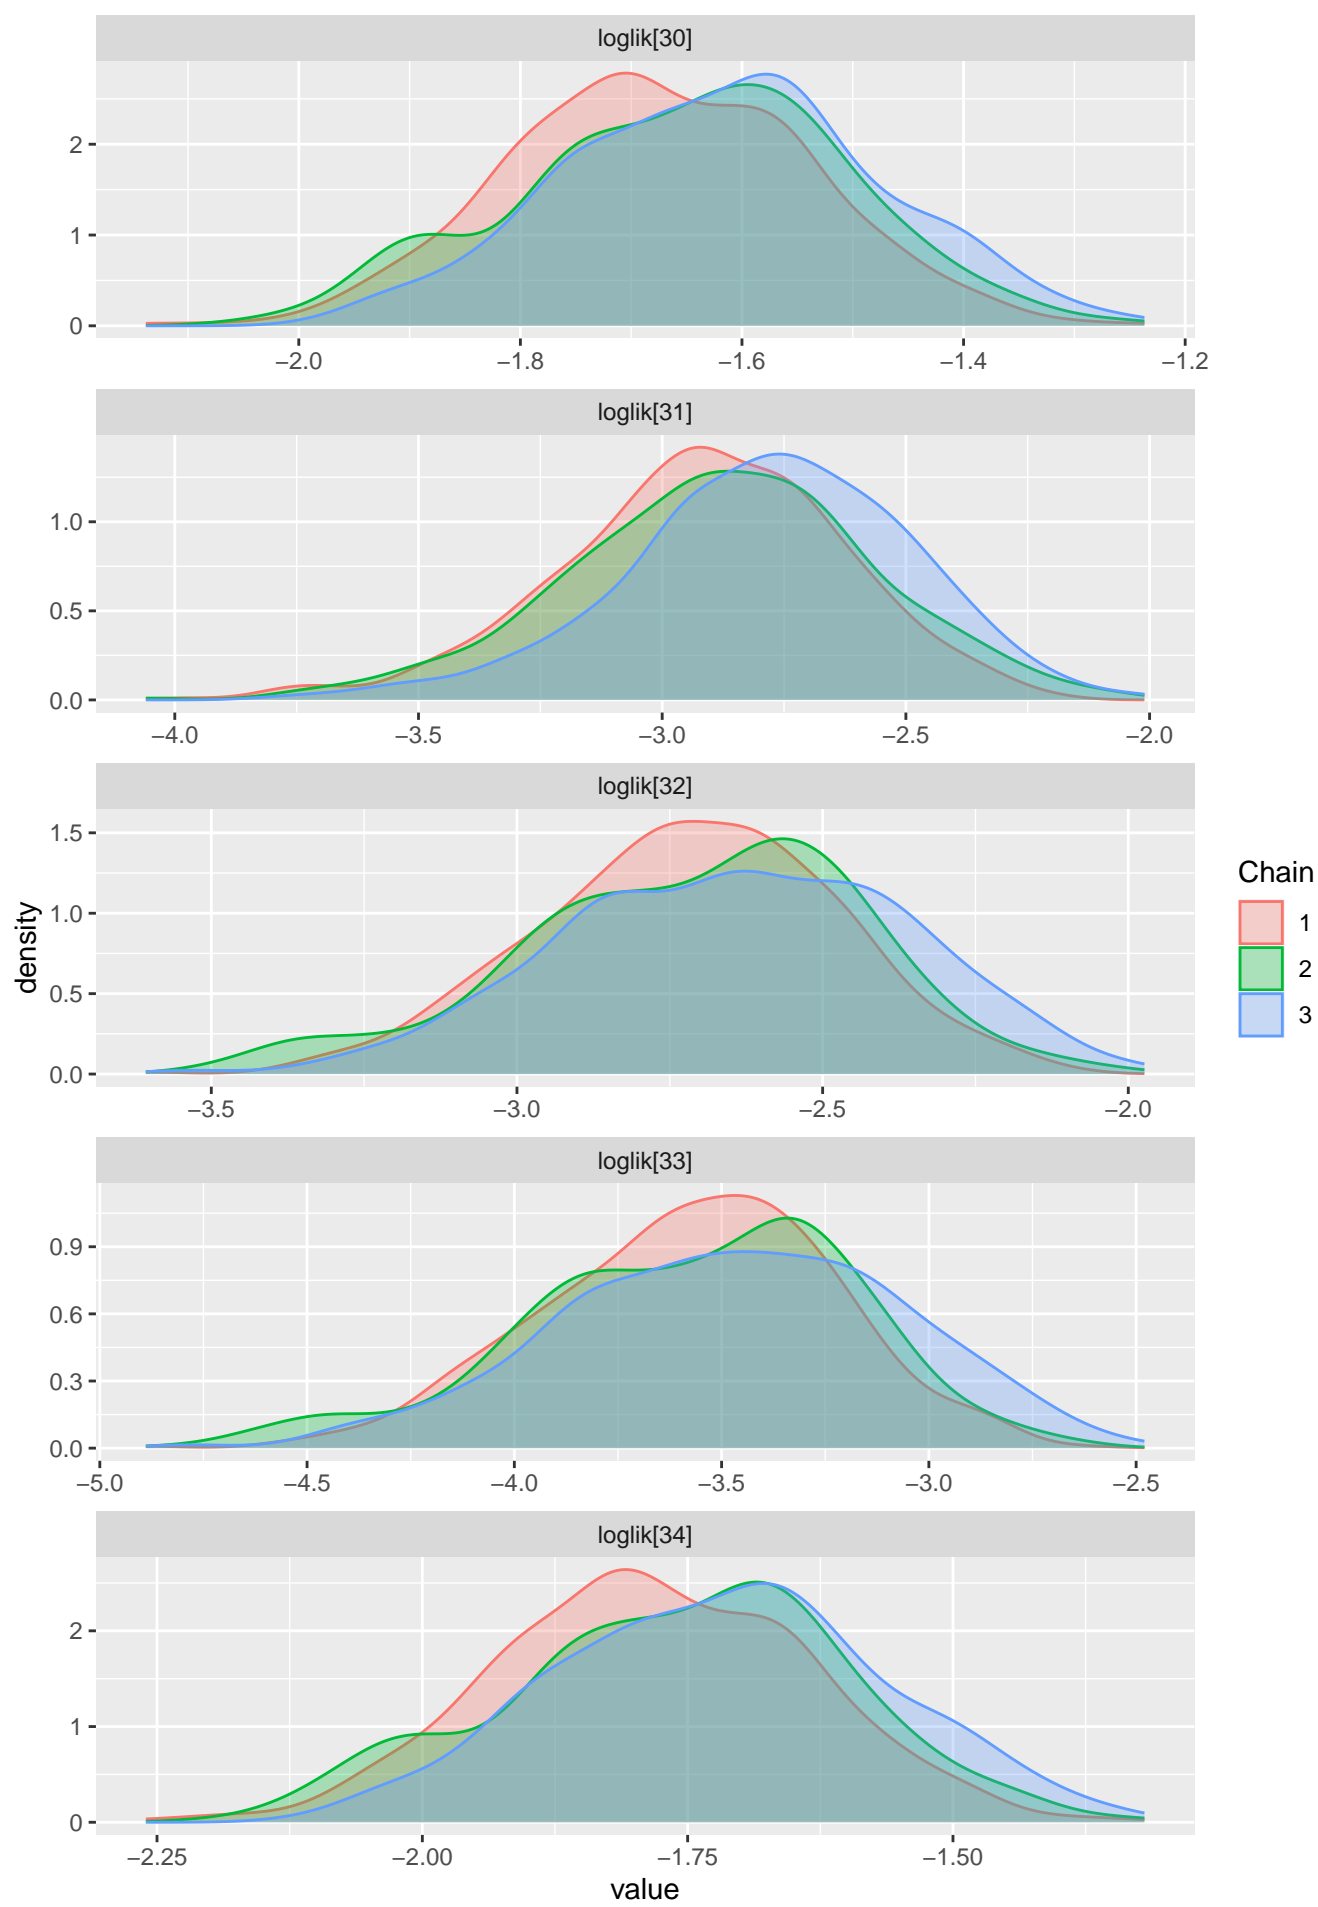 loglik[30]
2
1
0
−2.0 −1.8 −1.6 −1.4 −1.2
loglik[31]
1.0
0.5
0.0
−4.0 −3.5 −3.0 −2.5 −2.0
loglik[32]
1.5
1.0
0.5
0.0
−3.5 −3.0 −2.5 −2.0
density
loglik[33]
0.9
0.6
0.3
0.0
−5.0 −4.5 −4.0 −3.5 −3.0 −2.5
loglik[34]
2
1
0
−2.25 −2.00 −1.75 −1.50
value
Chain
1
2
3